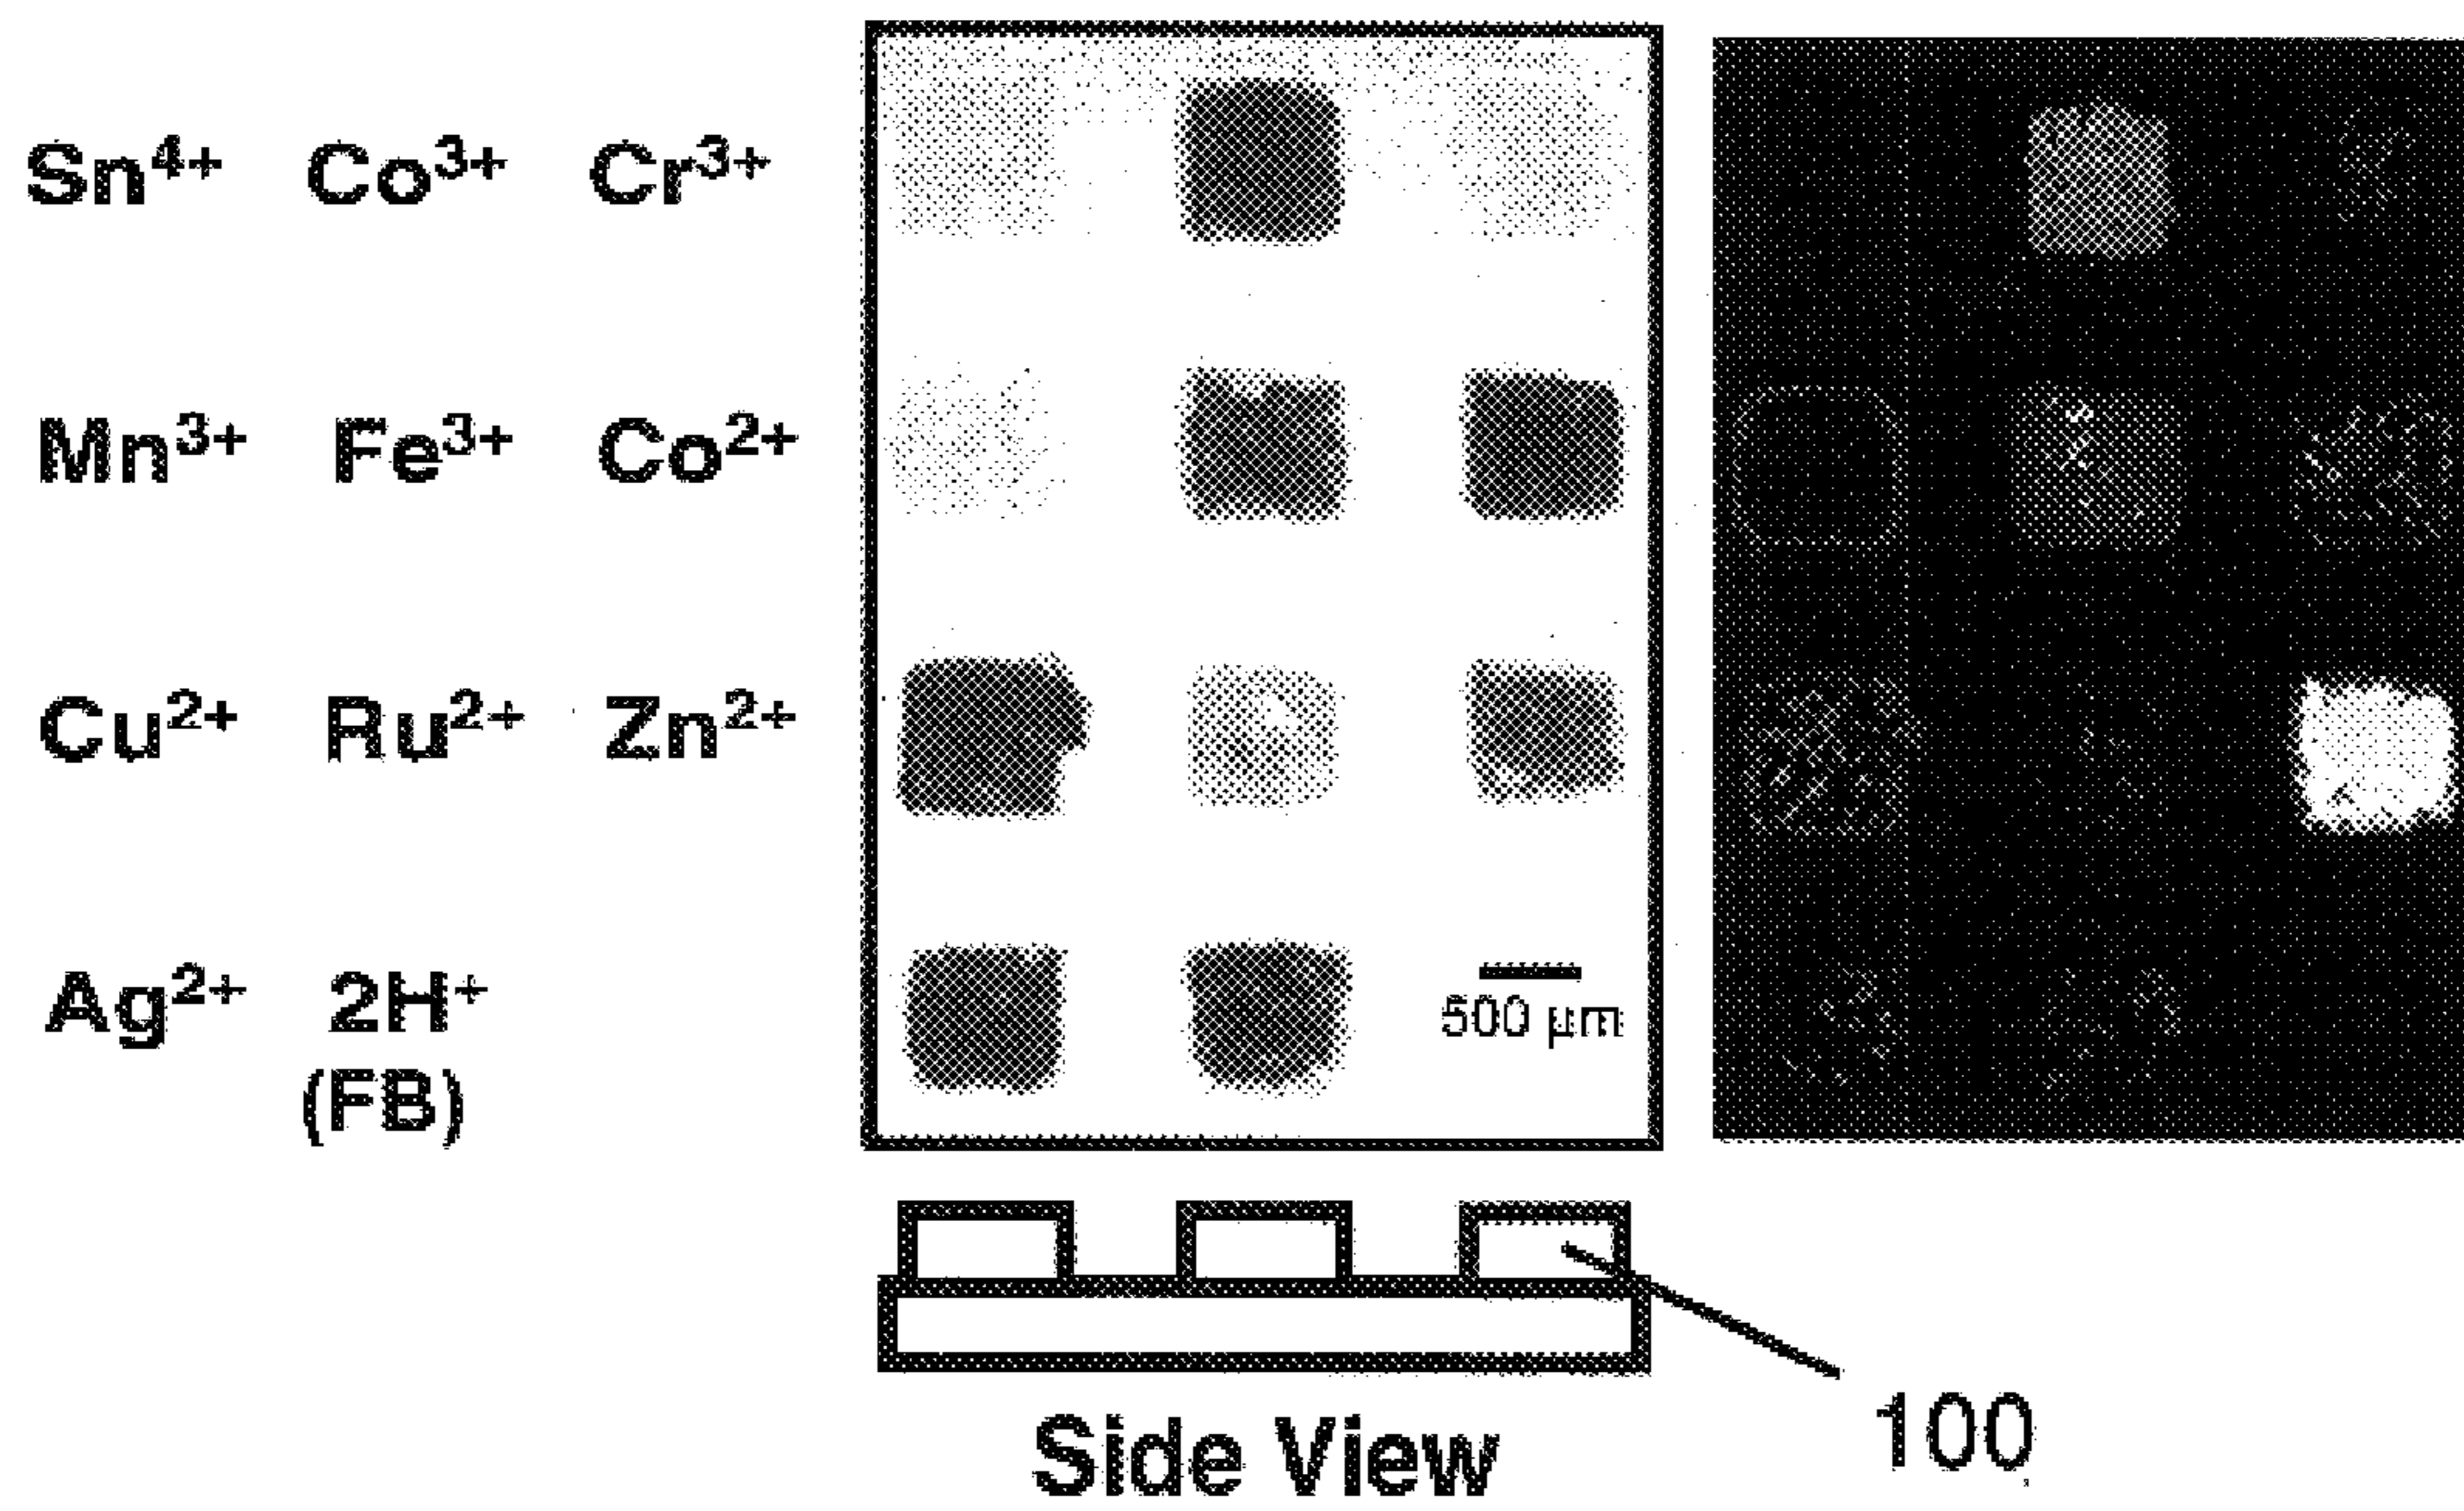 Sn⁴⁺ Co³⁺ Cr³⁺
Mn³⁺ Fe³⁺ Co²⁺
Cu²⁺ Ru²⁺ Zn²⁺
Ag²⁺ 2H⁺
(FB)
500 µm
Side View
100